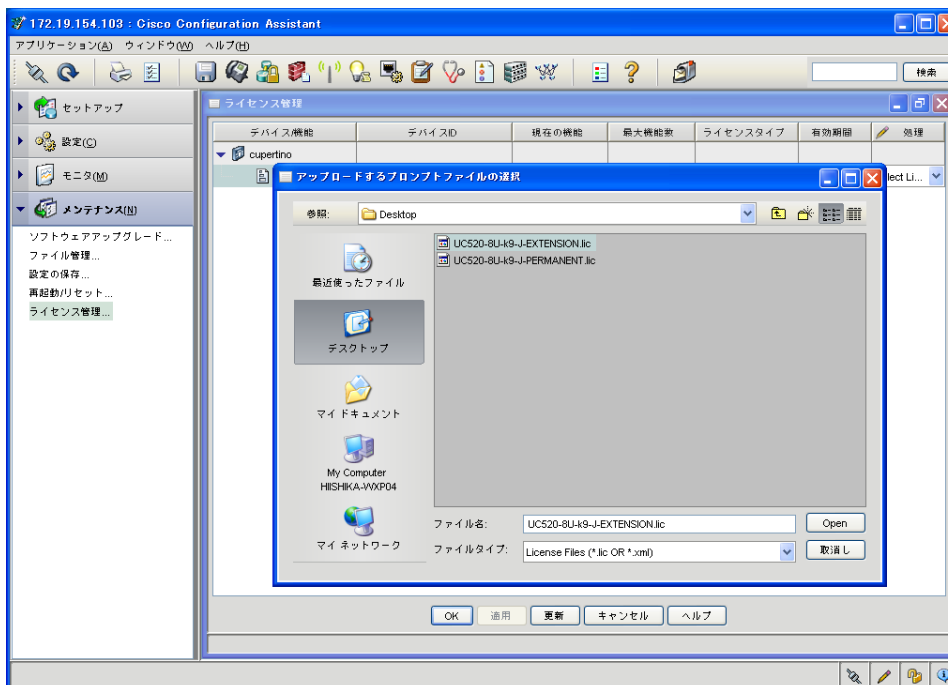 172.19.154.103 : Cisco Configuration Assistant
アプリケーション(A) ウィンドウ(W) ヘルプ(H)
検索
セットアップ
設定(C)
モニタ(M)
メンテナンス(N)
ソフトウェアアップグレード...
ファイル管理...
設定の保存...
再起動/リセット...
ライセンス管理...
ライセンス管理
デバイス/機能 デバイスID 現在の機能 最大機能数 ライセンスタイプ 有効期間 処理
cupertino
lect Li...
アップロードするプロンプトファイルの選択
参照: Desktop
最近使ったファイル
デスクトップ
マイ ドキュメント
My Computer
HIISHIKA-WXP04
マイ ネットワーク
UC520-8U-k9-J-EXTENSION.lic
UC520-8U-k9-J-PERMANENT.lic
ファイル名: UC520-8U-k9-J-EXTENSION.lic Open
ファイルタイプ: License Files (*.lic OR *.xml) 取消し
OK 適用 更新 キャンセル ヘルプ